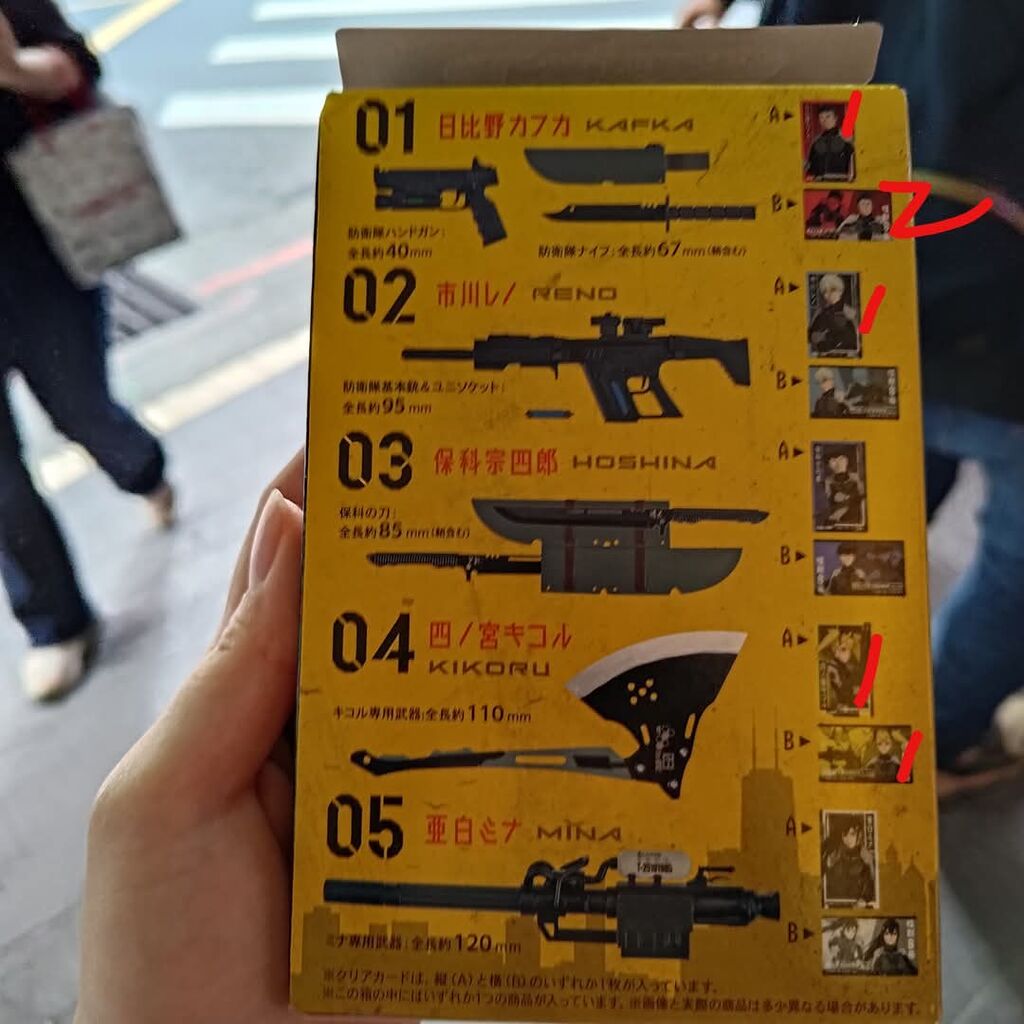 01 日比野カフカ KAFKA
A▶ 1
B▶ 2
防衛隊ハンドガン:
全長約40mm
防衛隊ナイフ:全長約67mm(鞘含む)
02 市川レノ RENO
A▶ 1
B▶
防衛隊基本銃&ユニソケット:
全長約95mm
03 保科宗四郎 HOSHINA
A▶
保科の刀:
全長約85mm(鞘含む)
B▶
04 四ノ宮キコル
KIKORU
A▶ 1
キコル専用武器:全長約110mm
B▶ 1
05 亜白ミナ MINA
A▶
B▶
ミナ専用武器:全長約120mm
※クリアカードは、縦(A)と横(B)のいずれか1枚が入っています。
※この箱の中にはいずれか1つの商品が入っています。※画像と実際の商品は多少異なる場合があります。